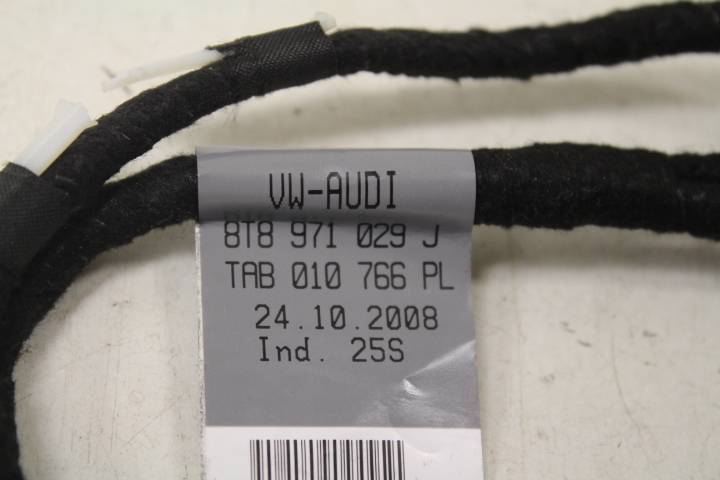 VW-AUDI
8T8 971 029 J
TAB 010 766 PL
24.10.2008
Ind. 25S